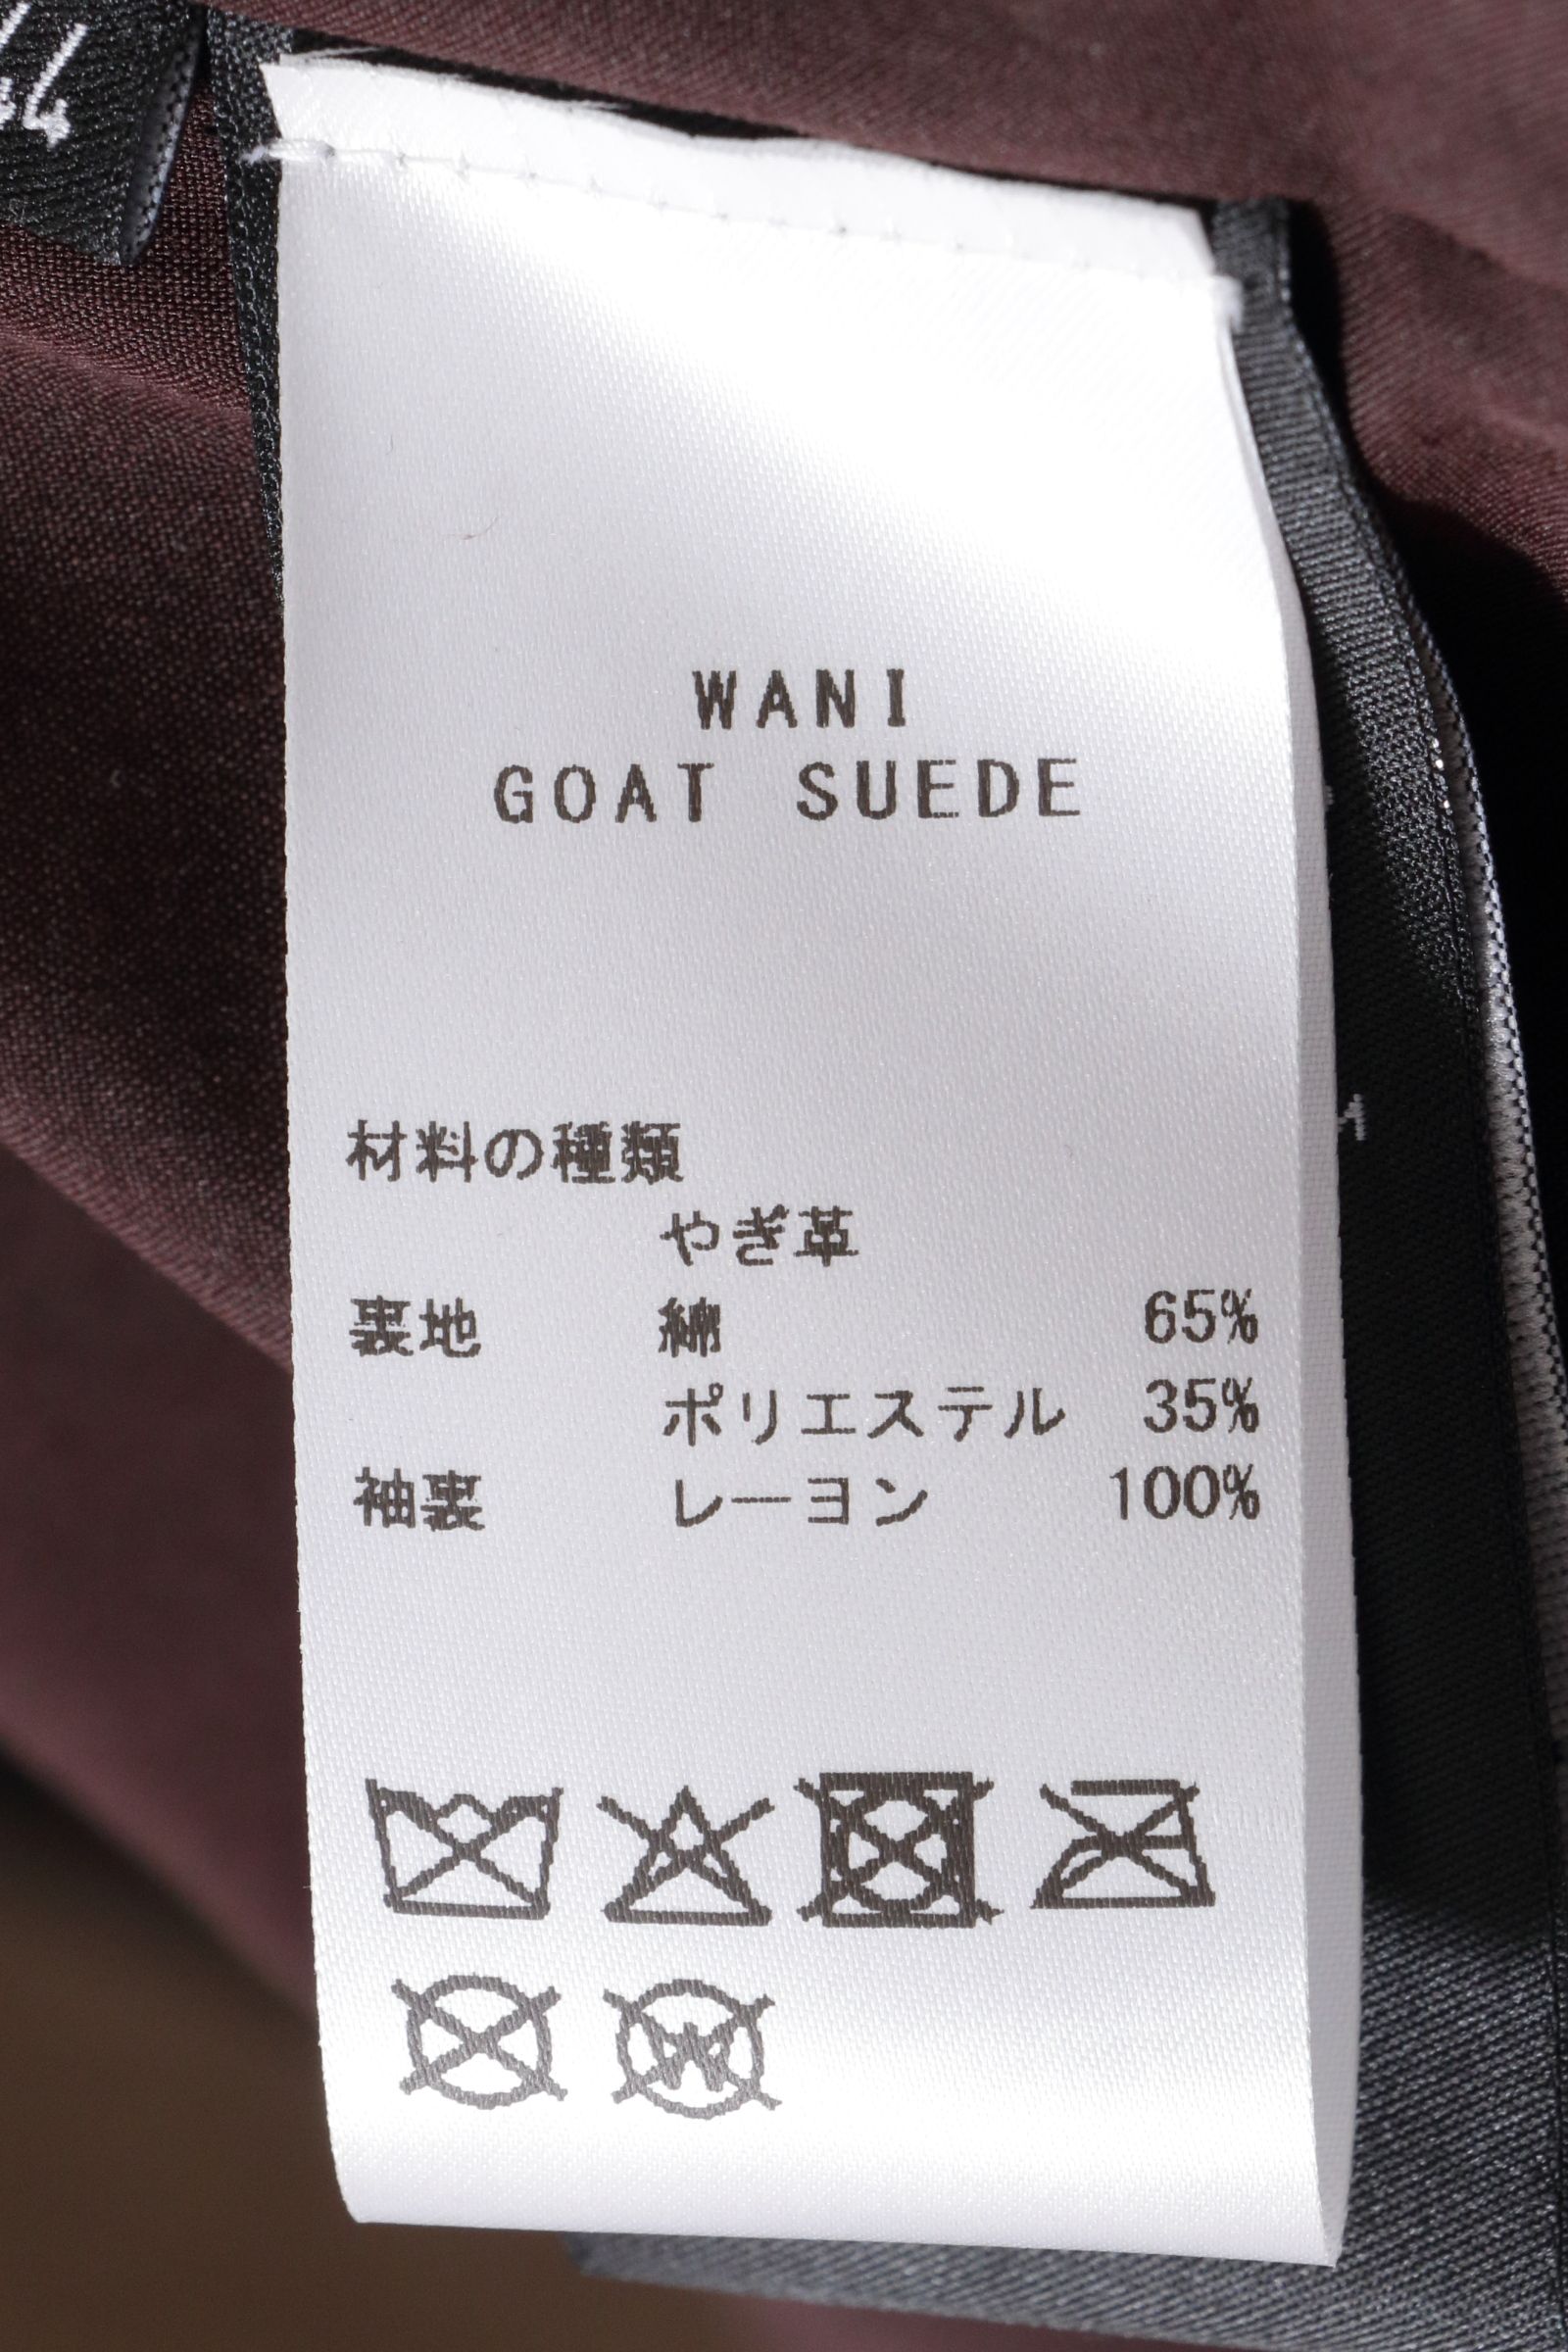 WANI
GOAT SUEDE
材料の種類
やぎ革
裏地 綿 65%
ポリエステル 35%
袖裏 レーヨン 100%
W